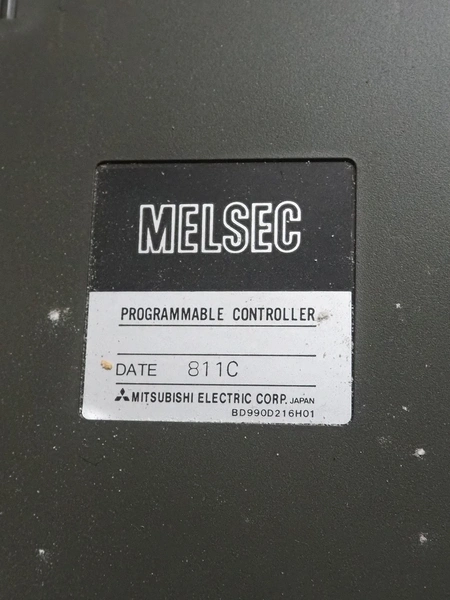 MELSEC
PROGRAMMABLE CONTROLLER
DATE 811C
MITSUBISHI ELECTRIC CORP. JAPAN
BD990D216H01